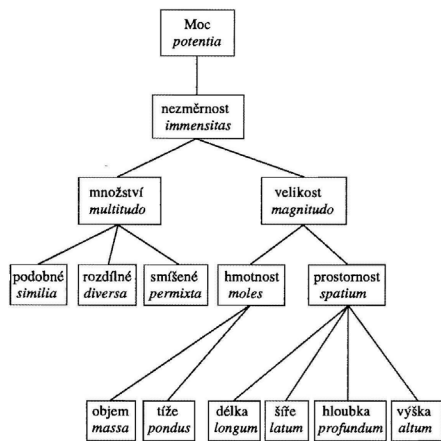 Moc
potentia
nezměrnost
immensitas
množství
multitudo
velikost
magnitudo
podobné
similia
rozdílné
diversa
smíšené
permixta
hmotnost
moles
prostornost
spatium
objem
massa
tíže
pondus
délka
longum
šíře
latum
hloubka
profundum
výška
altum